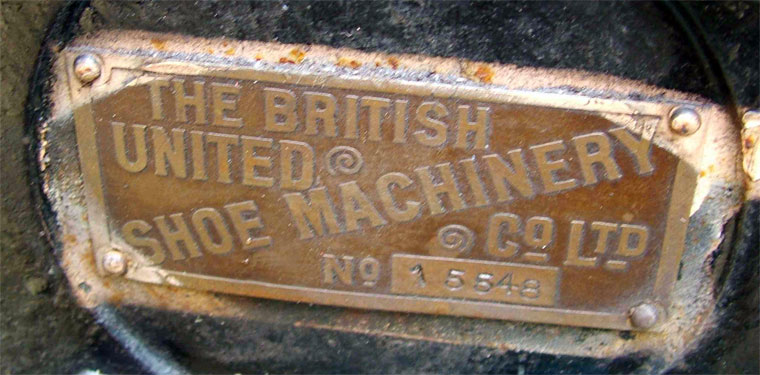 THE BRITISH
UNITED
SHOE MACHINERY
Co LTD
No 15548